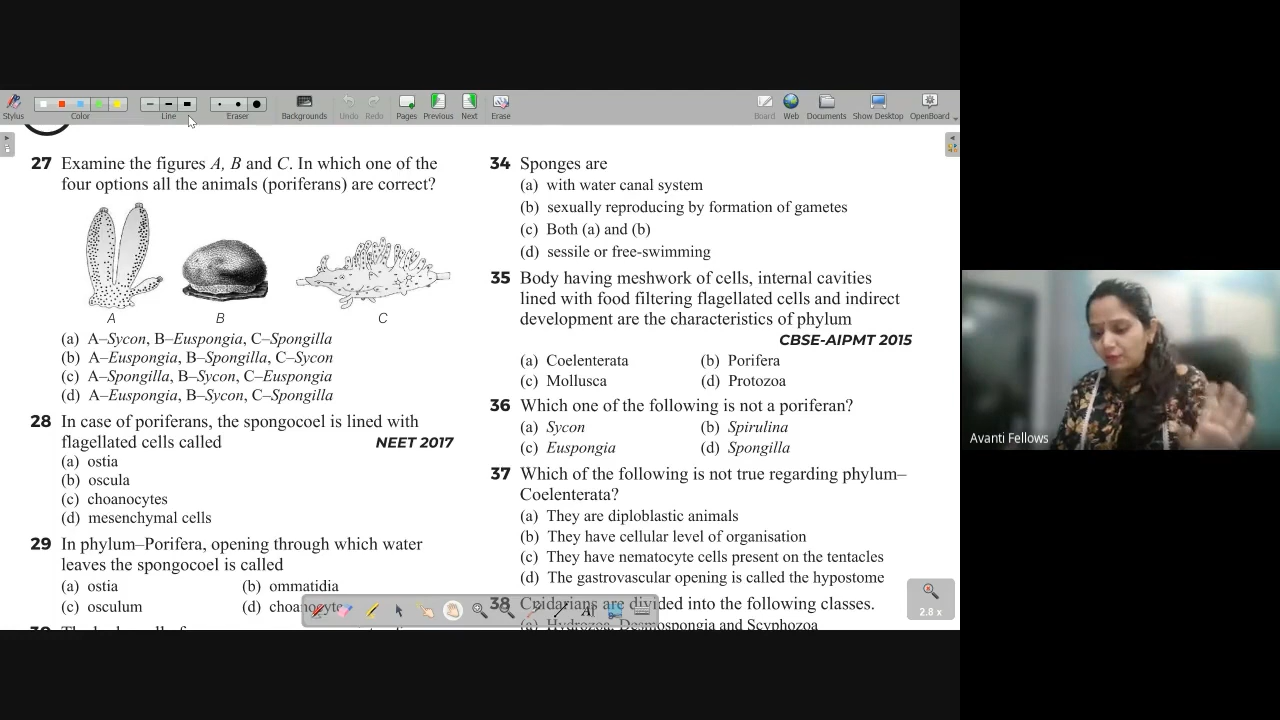 Stylus
Color
Line
Eraser
Backgrounds
Undo
Redo
Pages
Previous
Next
Erase
Board
Web
Documents
Show Desktop
OpenBoard
27 Examine the figures A, B and C. In which one of the
four options all the animals (poriferans) are correct?
A
B
C
(a) A–Sycon, B–Euspongia, C–Spongilla
(b) A–Euspongia, B–Spongilla, C–Sycon
(c) A–Spongilla, B–Sycon, C–Euspongia
(d) A–Euspongia, B–Sycon, C–Spongilla
28 In case of poriferans, the spongocoel is lined with
flagellated cells called NEET 2017
(a) ostia
(b) oscula
(c) choanocytes
(d) mesenchymal cells
29 In phylum–Porifera, opening through which water
leaves the spongocoel is called
(a) ostia (b) ommatidia
(c) osculum (d) choanocyte
34 Sponges are
(a) with water canal system
(b) sexually reproducing by formation of gametes
(c) Both (a) and (b)
(d) sessile or free-swimming
35 Body having meshwork of cells, internal cavities
lined with food filtering flagellated cells and indirect
development are the characteristics of phylum
CBSE-AIPMT 2015
(a) Coelenterata (b) Porifera
(c) Mollusca (d) Protozoa
36 Which one of the following is not a poriferan?
(a) Sycon (b) Spirulina
(c) Euspongia (d) Spongilla
37 Which of the following is not true regarding phylum–
Coelenterata?
(a) They are diploblastic animals
(b) They have cellular level of organisation
(c) They have nematocyte cells present on the tentacles
(d) The gastrovascular opening is called the hypostome
38 Cnidarians are divided into the following classes.
(a) Hydrozoa, Desmospongia and Scyphozoa
2.8 x
Avanti Fellows